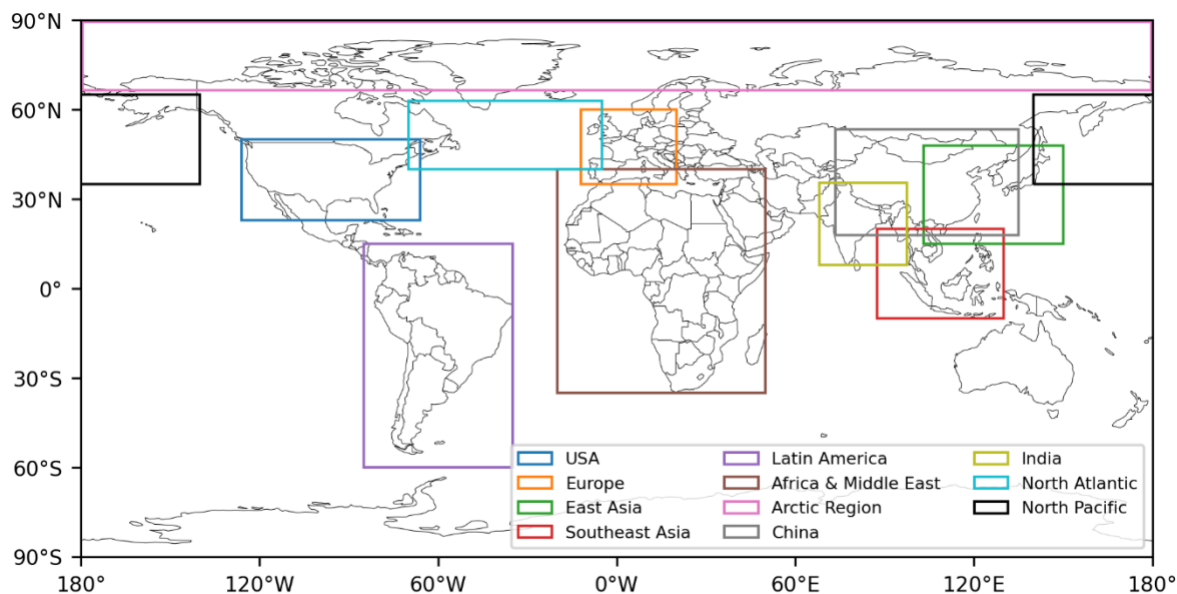 90°N
60°N
30°N
0°
30°S
60°S
90°S
180°
120°W
60°W
0°W
60°E
120°E
180°
USA
Europe
East Asia
Southeast Asia
Latin America
Africa & Middle East
Arctic Region
China
India
North Atlantic
North Pacific